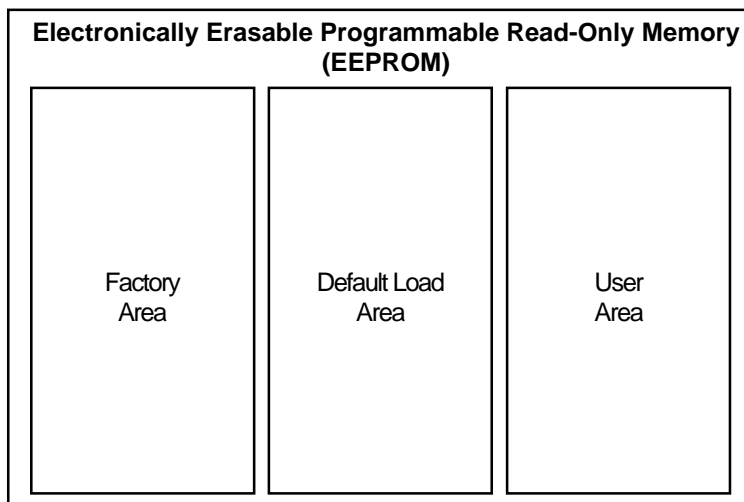 Electronically Erasable Programmable Read-Only Memory
(EEPROM)
Factory
Area
Default Load
Area
User
Area